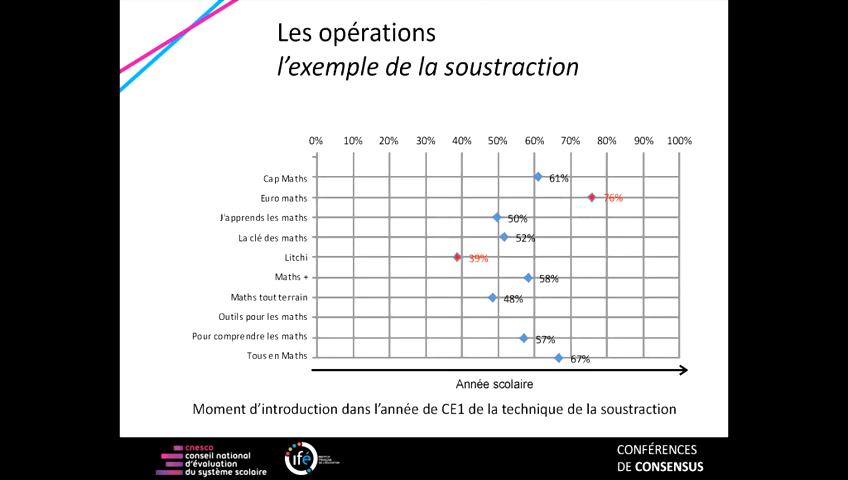 Les opérations
l'exemple de la soustraction
0% 10% 20% 30% 40% 50% 60% 70% 80% 90% 100%
Cap Maths 61%
Euro maths 76%
J'apprends les maths 50%
La clé des maths 52%
Litchi 39%
Maths + 58%
Maths tout terrain 48%
Outils pour les maths
Pour comprendre les maths 57%
Tous en Maths 67%
Année scolaire
Moment d'introduction dans l'année de CE1 de la technique de la soustraction
cnesco
conseil national
d'évaluation
du système scolaire
ifé
CONFÉRENCES
DE CONSENSUS